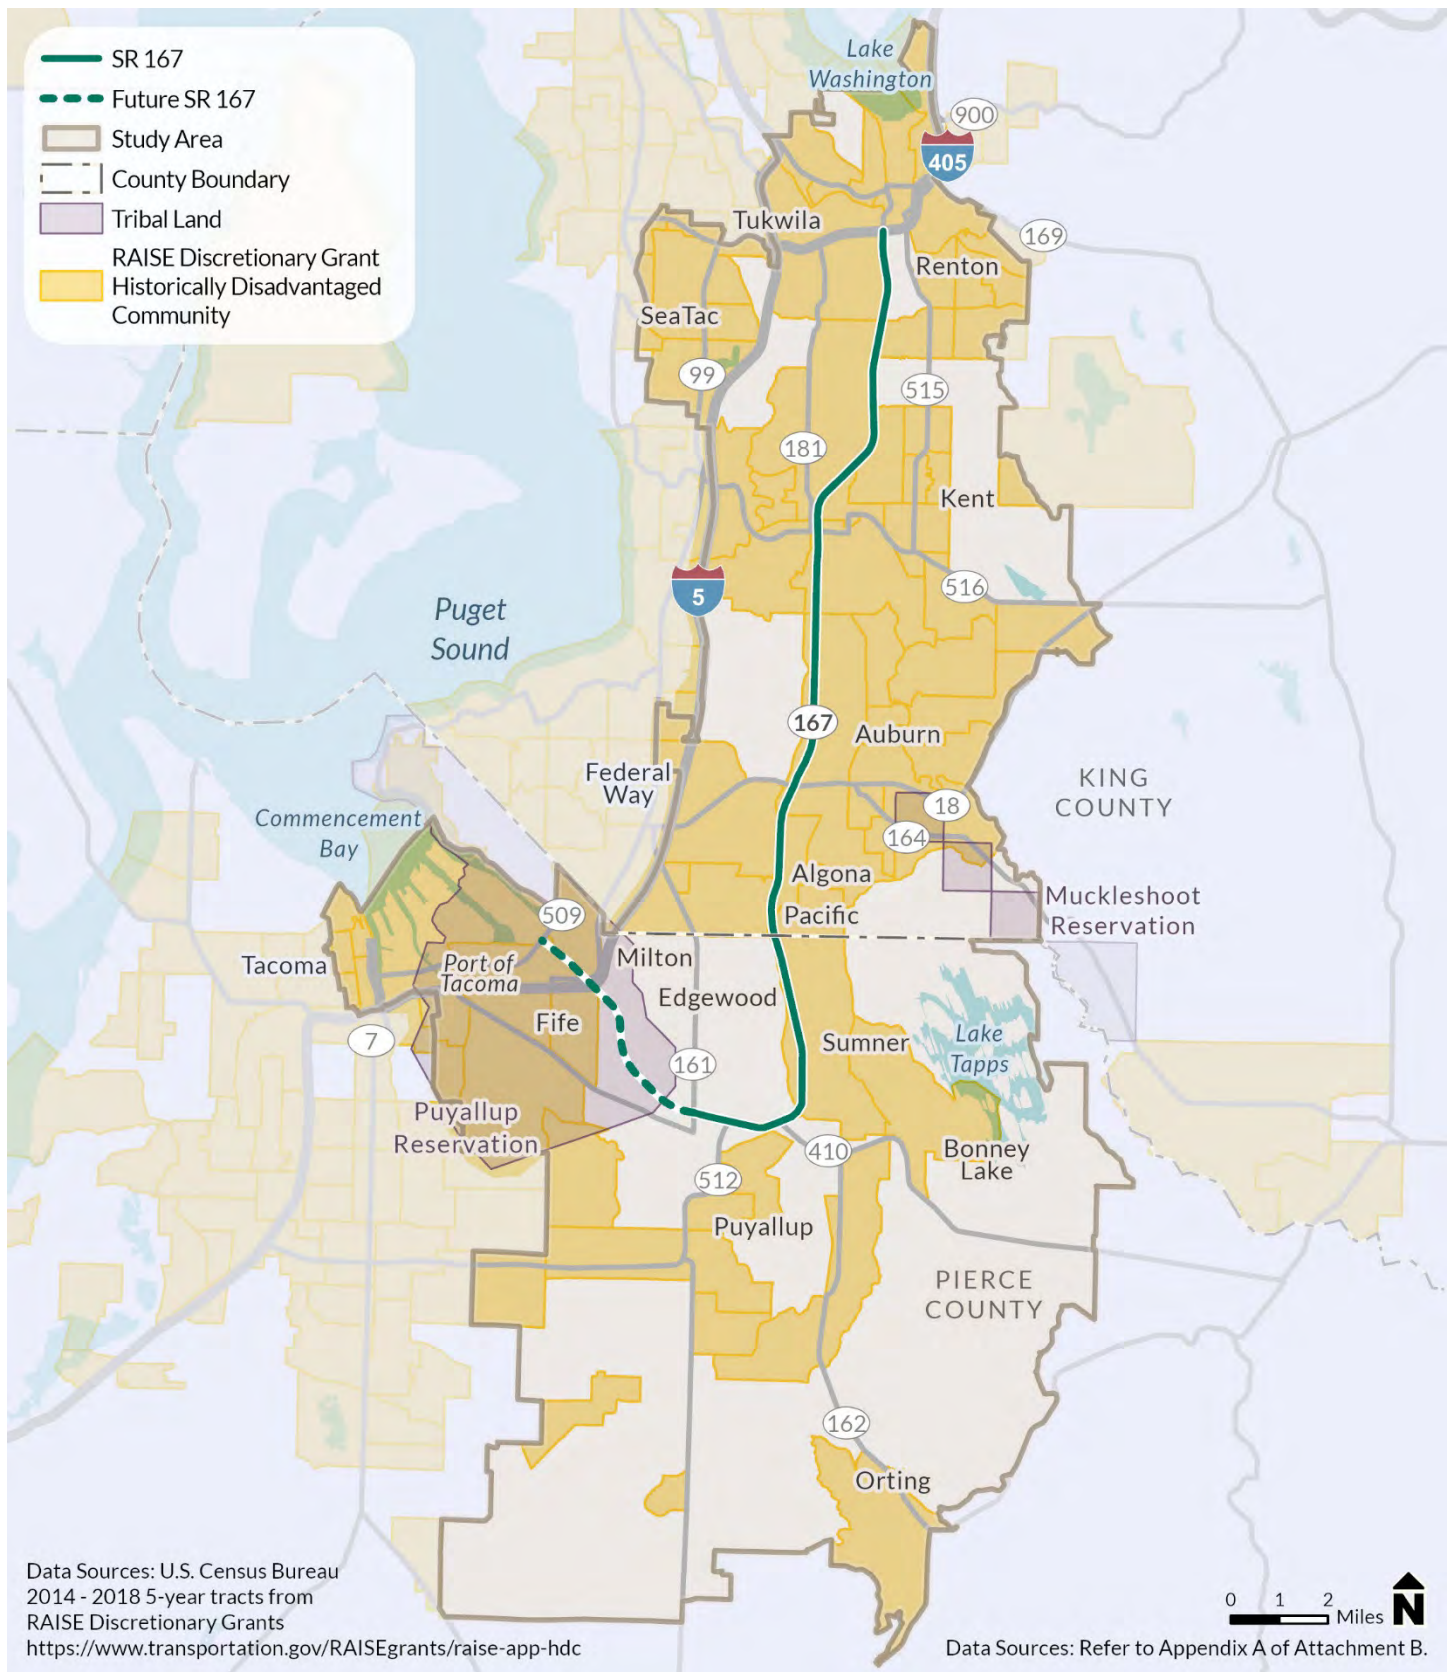 SR 167
Future SR 167
Study Area
County Boundary
Tribal Land
RAISE Discretionary Grant
Historically Disadvantaged
Community
Lake
Washington
900
405
Tukwila
169
Renton
SeaTac
99
515
181
Kent
516
5
Puget
Sound
167
Auburn
Federal
Way
KING
COUNTY
18
Commencement
Bay
164
Algona
Muckleshoot
Reservation
Pacific
509
Tacoma
Port of
Tacoma
Milton
Edgewood
Fife
Sumner
Lake
Tapps
7
161
Puyallup
Reservation
410
Bonney
Lake
512
Puyallup
PIERCE
COUNTY
162
Orting
Data Sources: U.S. Census Bureau
2014 - 2018 5-year tracts from
RAISE Discretionary Grants
https://www.transportation.gov/RAISEgrants/raise-app-hdc
0 1 2
Miles
N
Data Sources: Refer to Appendix A of Attachment B.